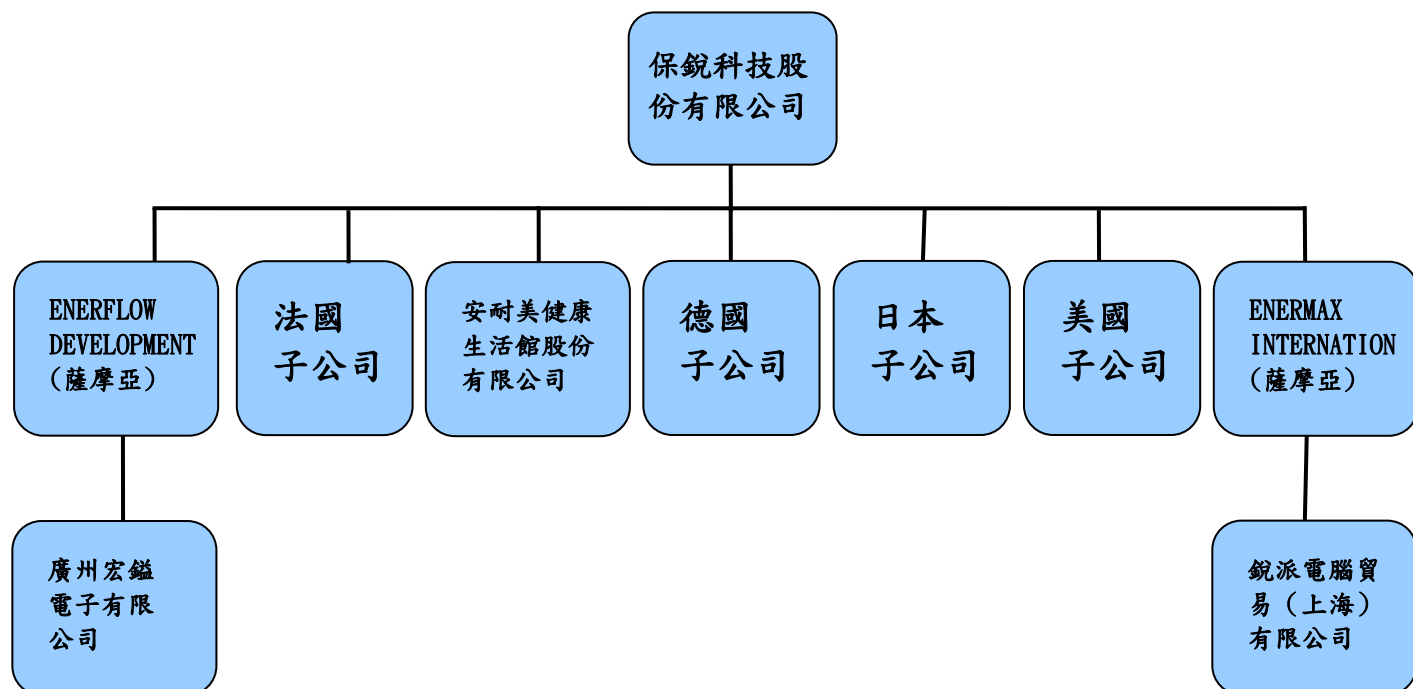 保銳科技股
份有限公司
ENERFLOW
DEVELOPMENT
(薩摩亞)
法國
子公司
安耐美健康
生活館股份
有限公司
德國
子公司
日本
子公司
美國
子公司
ENERMAX
INTERNATION
(薩摩亞)
廣州宏鎰
電子有限
公司
銳派電腦貿
易（上海）
有限公司